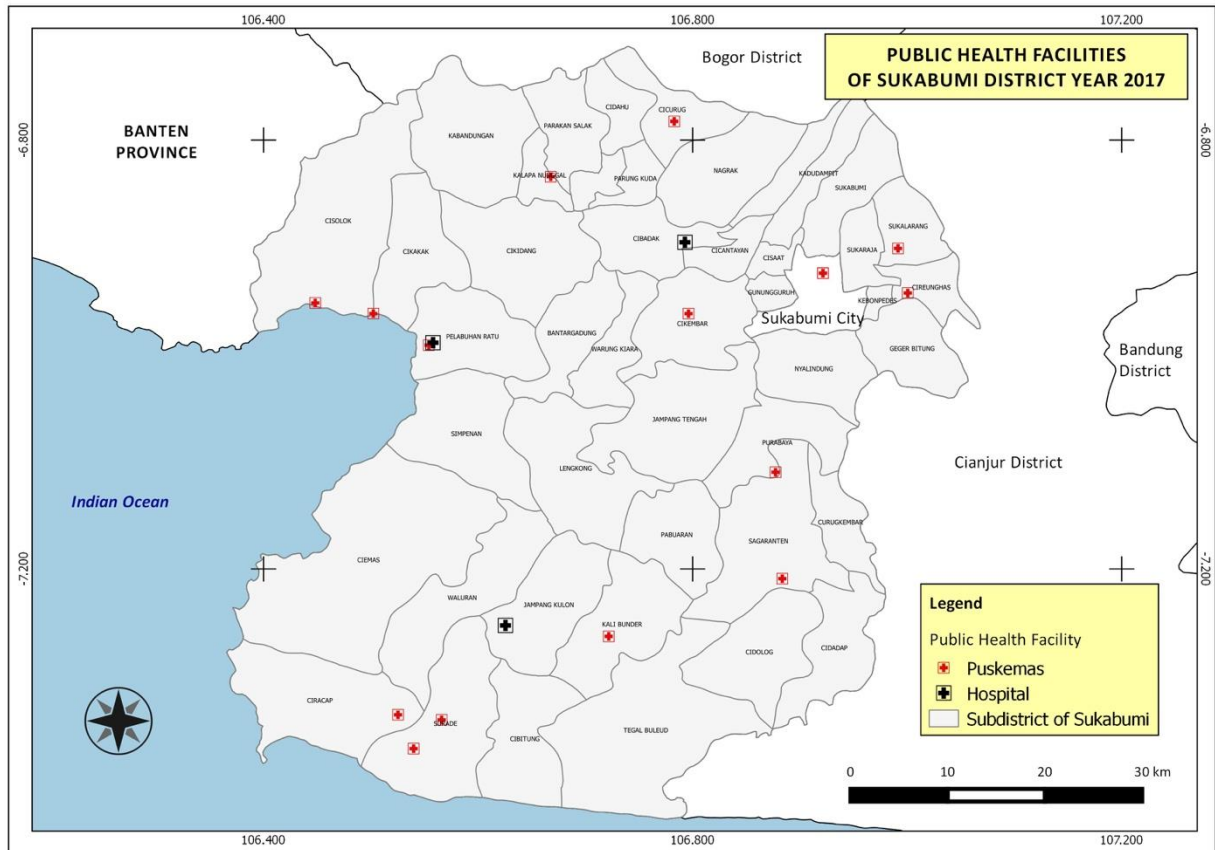 106.400
106.800
107.200
PUBLIC HEALTH FACILITIES
OF SUKABUMI DISTRICT YEAR 2017
Bogor District
BANTEN
PROVINCE
-6.800
-6.800
CIDAHU
CICURUG
PARAKAN SALAK
KABANDUNGAN
KALAPA NUNGGAL
PARUNG KUDA
NAGRAK
KADUDAMPIT
SUKABUMI
CISOLOK
CIKAKAK
CIKIDANG
CIBADAK
CICANTAYAN
CISAAT
SUKARAJA
SUKALARANG
GUNUNGGURUH
KEBONPEDES
CIREUNGHAS
Sukabumi City
PELABUHAN RATU
BANTARGADUNG
WARUNG KIARA
CIKEMBAR
GEGER BITUNG
NYALINDUNG
Bandung
District
SIMPENAN
LENGKONG
JAMPANG TENGAH
PURABAYA
Cianjur District
Indian Ocean
PABUARAN
SAGARANTEN
CURUGKEMBAR
CIEMAS
WALURAN
JAMPANG KULON
KALI BUNDER
CIDOLOG
CIDADAP
-7.200
-7.200
CIRACAP
CIBITUNG
TEGAL BULEUD
Legend
Public Health Facility
Puskemas
Hospital
Subdistrict of Sukabumi
0
10
20
30 km
106.400
106.800
107.200